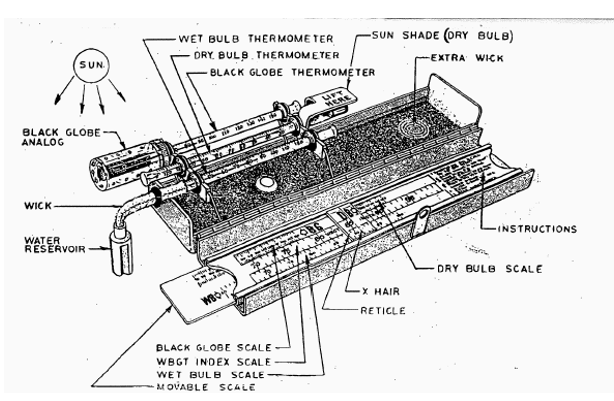 WET BULB THERMOMETER
DRY BULB THERMOMETER
BLACK GLOBE THERMOMETER
SUN SHADE (DRY BULB)
EXTRA WICK
SUN
LIFT
HERE
BLACK GLOBE
ANALOG
WICK
WATER
RESERVOIR
INSTRUCTIONS
DRY BULB SCALE
X HAIR
RETICLE
BLACK GLOBE SCALE
WBGT INDEX SCALE
WET BULB SCALE
MOVABLE SCALE